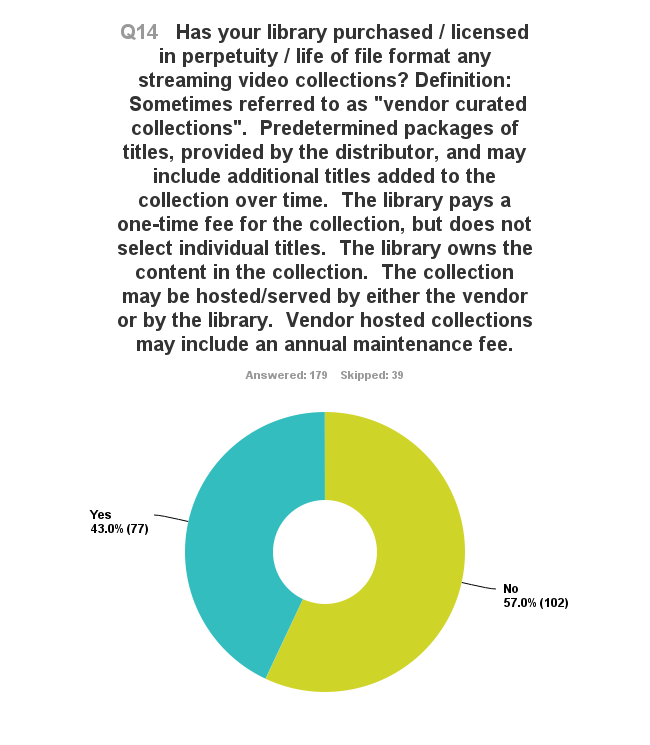 Q14 Has your library purchased / licensed
in perpetuity / life of file format any
streaming video collections? Definition:
Sometimes referred to as "vendor curated
collections". Predetermined packages of
titles, provided by the distributor, and may
include additional titles added to the
collection over time. The library pays a
one-time fee for the collection, but does not
select individual titles. The library owns the
content in the collection. The collection
may be hosted/served by either the vendor
or by the library. Vendor hosted collections
may include an annual maintenance fee.
Answered: 179 Skipped: 39
Yes
43.0% (77)
No
57.0% (102)